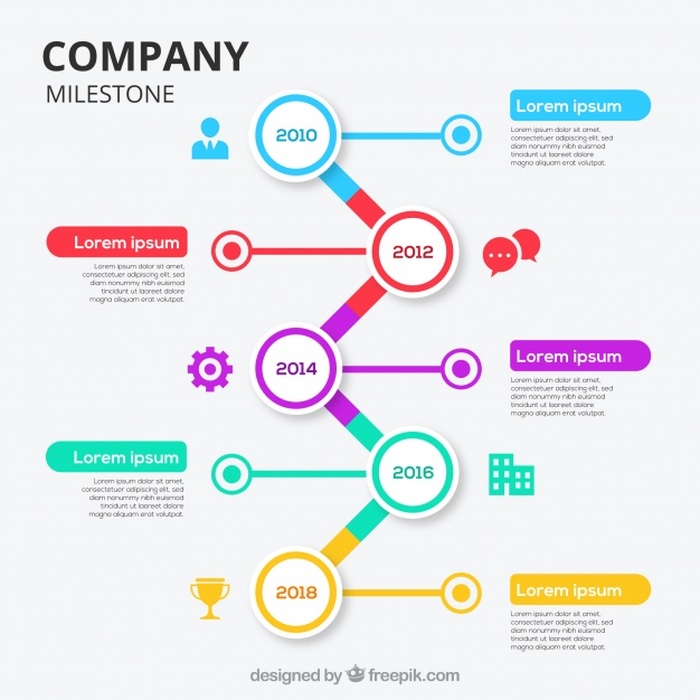 COMPANY
MILESTONE
2010
Lorem ipsum
Lorem ipsum dolor sit amet,
consectetuer adipiscing elit,
sed diam nonummy nibh euismod
tincidunt ut laoreet dolore
magna aliquam erat volutpat.
Lorem ipsum
Lorem ipsum dolor sit amet,
consectetuer adipiscing elit,
sed diam nonummy nibh euismod
tincidunt ut laoreet dolore
magna aliquam erat volutpat.
2012
2014
Lorem ipsum
Lorem ipsum dolor sit amet,
consectetuer adipiscing elit,
sed diam nonummy nibh euismod
tincidunt ut laoreet dolore
magna aliquam erat volutpat.
Lorem ipsum
Lorem ipsum dolor sit amet,
consectetuer adipiscing elit,
sed diam nonummy nibh euismod
tincidunt ut laoreet dolore
magna aliquam erat volutpat.
2016
2018
Lorem ipsum
Lorem ipsum dolor sit amet,
consectetuer adipiscing elit,
sed diam nonummy nibh euismod
tincidunt ut laoreet dolore
magna aliquam erat volutpat.
designed by freepik.com